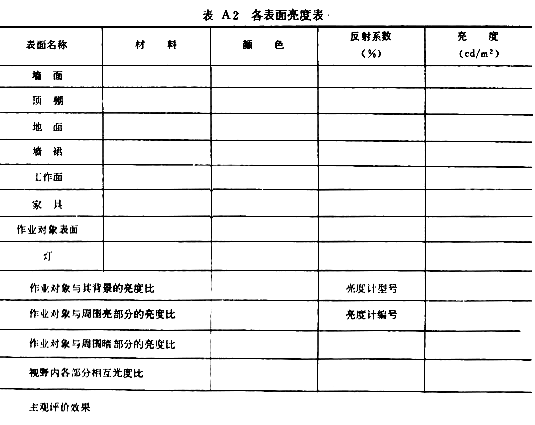 表 A2 各表面亮度表
表面名称 材 料 颜 色 反射系数 (%) 亮 度 (cd/m²)
墙 面
顶 棚
地 面
墙 裙
工作面
家 具
作业对象表面
灯
作业对象与其背景的亮度比 亮度计型号
作业对象与周围亮部分的亮度比 亮度计编号
作业对象与周围暗部分的亮度比
视野内各部分相互光度比
主观评价效果